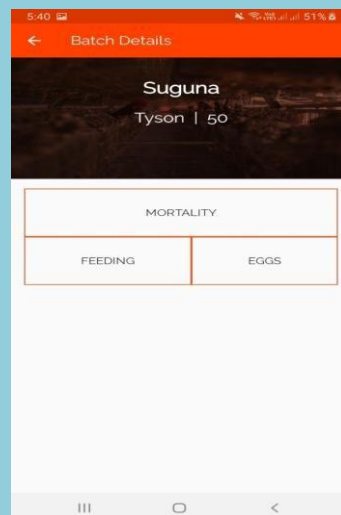 5:40 51%
Batch Details
Suguna
Tyson | 50
MORTALITY
FEEDING EGGS